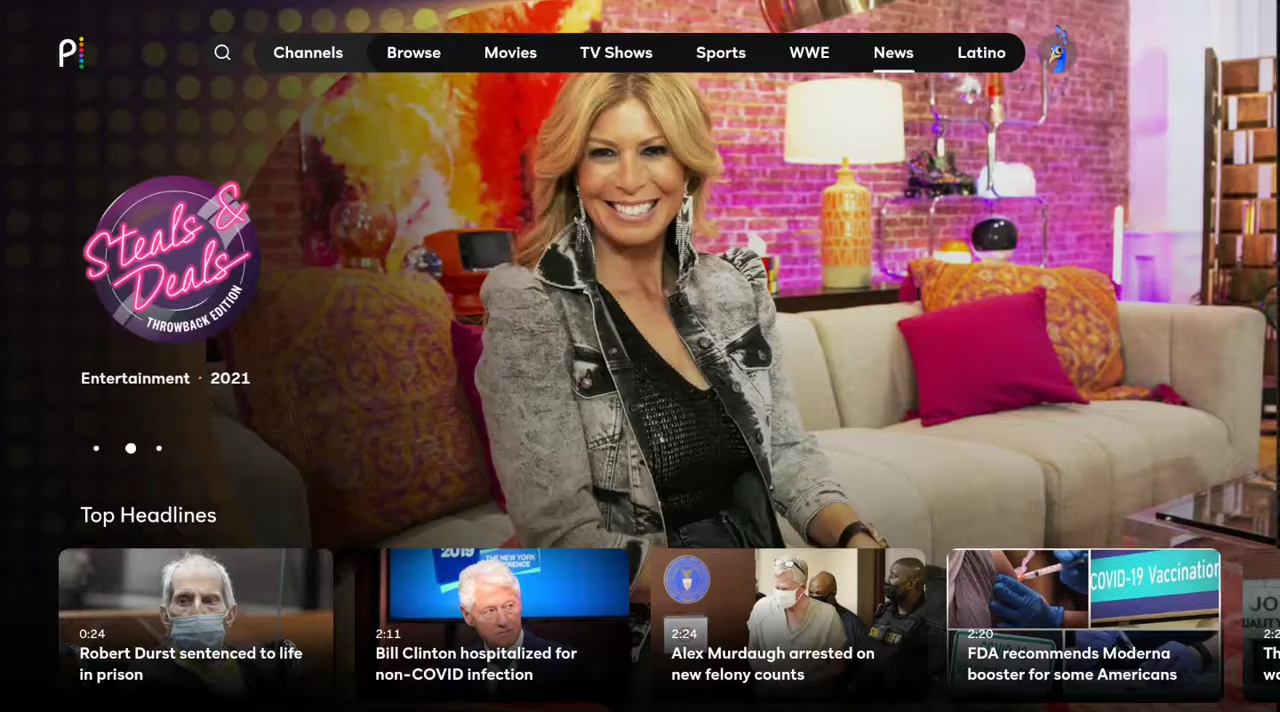 P
Channels
Browse
Movies
TV Shows
Sports
WWE
News
Latino
Steals &
Deals
THROWBACK EDITION
Entertainment · 2021
Top Headlines
0:24
Robert Durst sentenced to life
in prison
2019
THE NEW YORK
2:11
Bill Clinton hospitalized for
non-COVID infection
SHERIFF
2:24
Alex Murdaugh arrested on
new felony counts
COVID-19 Vaccination
2:20
FDA recommends Moderna
booster for some Americans